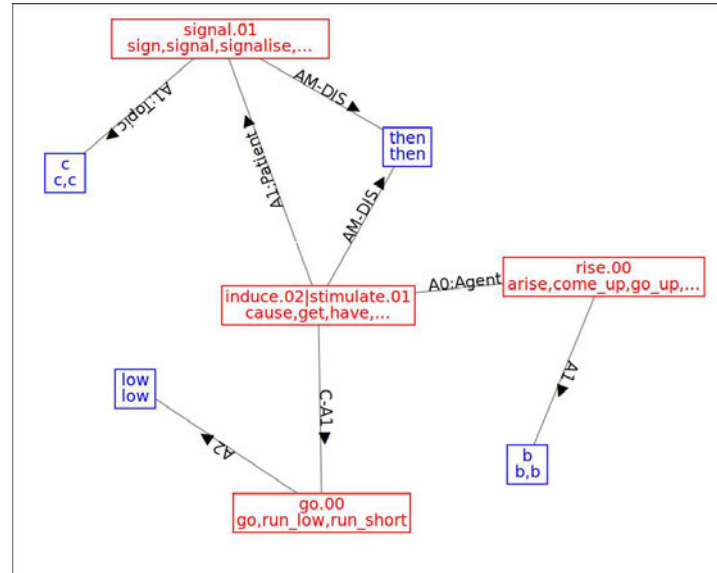 signal.01
sign,signal,signalise,...
A1:Topic
AM-DIS
then
then
c
c,c
A1:Patient
AM-DIS
rise.00
arise,come_up,go_up,...
A0:Agent
induce.02|stimulate.01
cause,get,have,...
low
low
C-A1
A1
A2
b
b,b
go.00
go,run_low,run_short